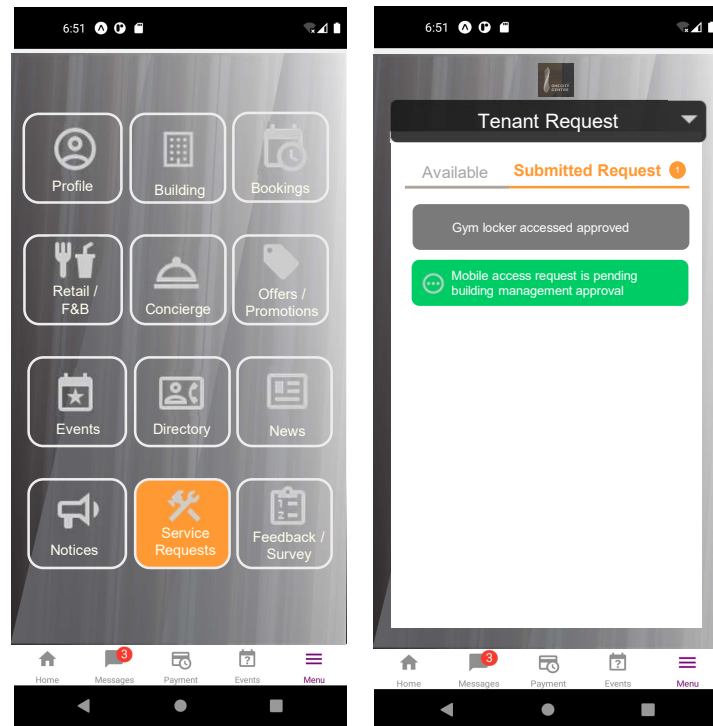 6:51
Profile
Building
Bookings
Retail /
F&B
Concierge
Offers /
Promotions
Events
Directory
News
Notices
Service
Requests
Feedback /
Survey
3
Home
Messages
Payment
Events
Menu
6:51
ONECITY
CENTER
Tenant Request
Available
Submitted Request 1
Gym locker accessed approved
Mobile access request is pending
building management approval
3
Home
Messages
Payment
Events
Menu